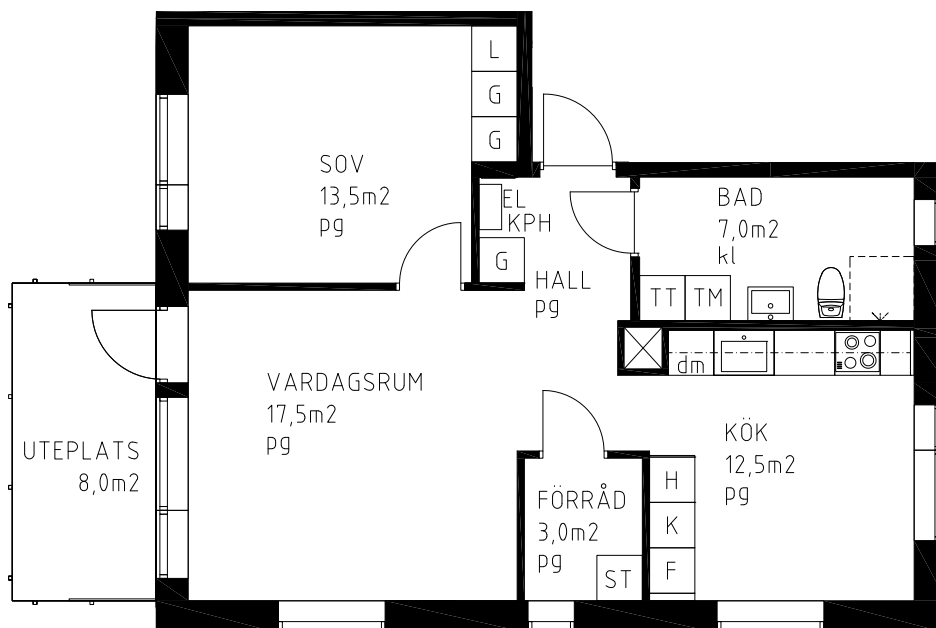 L
G
G
SOV
13,5m2
pg
EL
KPH
G
HALL
pg
BAD
7,0m2
kl
TT
TM
dm
VARDAGSRUM
17,5m2
pg
UTEPLATS
8,0m2
KÖK
12,5m2
pg
FÖRRÅD
3,0m2
pg
ST
H
K
F